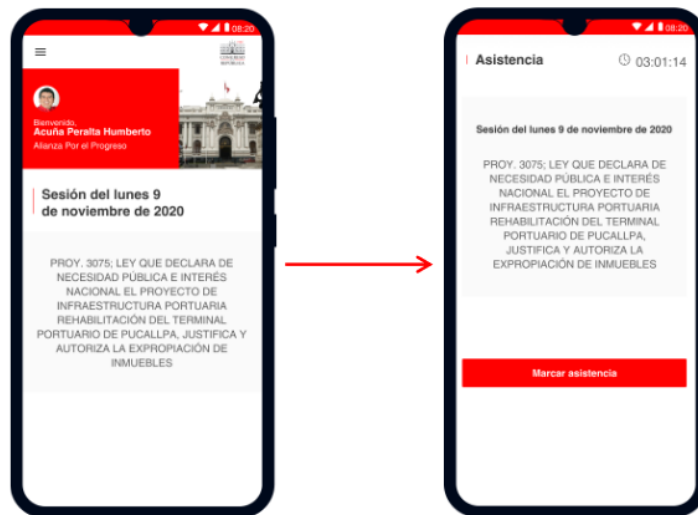 08:20
CONGRESO
REPÚBLICA
Bienvenido,
Acuña Peralta Humberto
Alianza Por el Progreso
Sesión del lunes 9
de noviembre de 2020
PROY. 3075; LEY QUE DECLARA DE
NECESIDAD PÚBLICA E INTERÉS
NACIONAL EL PROYECTO DE
INFRAESTRUCTURA PORTUARIA
REHABILITACIÓN DEL TERMINAL
PORTUARIO DE PUCALLPA, JUSTIFICA Y
AUTORIZA LA EXPROPIACIÓN DE
INMUEBLES
08:20
Asistencia
03:01:14
Sesión del lunes 9 de noviembre de 2020
PROY. 3075; LEY QUE DECLARA DE
NECESIDAD PÚBLICA E INTERÉS
NACIONAL EL PROYECTO DE
INFRAESTRUCTURA PORTUARIA
REHABILITACIÓN DEL TERMINAL
PORTUARIO DE PUCALLPA,
JUSTIFICA Y AUTORIZA LA
EXPROPIACIÓN DE INMUEBLES
Marcar asistencia